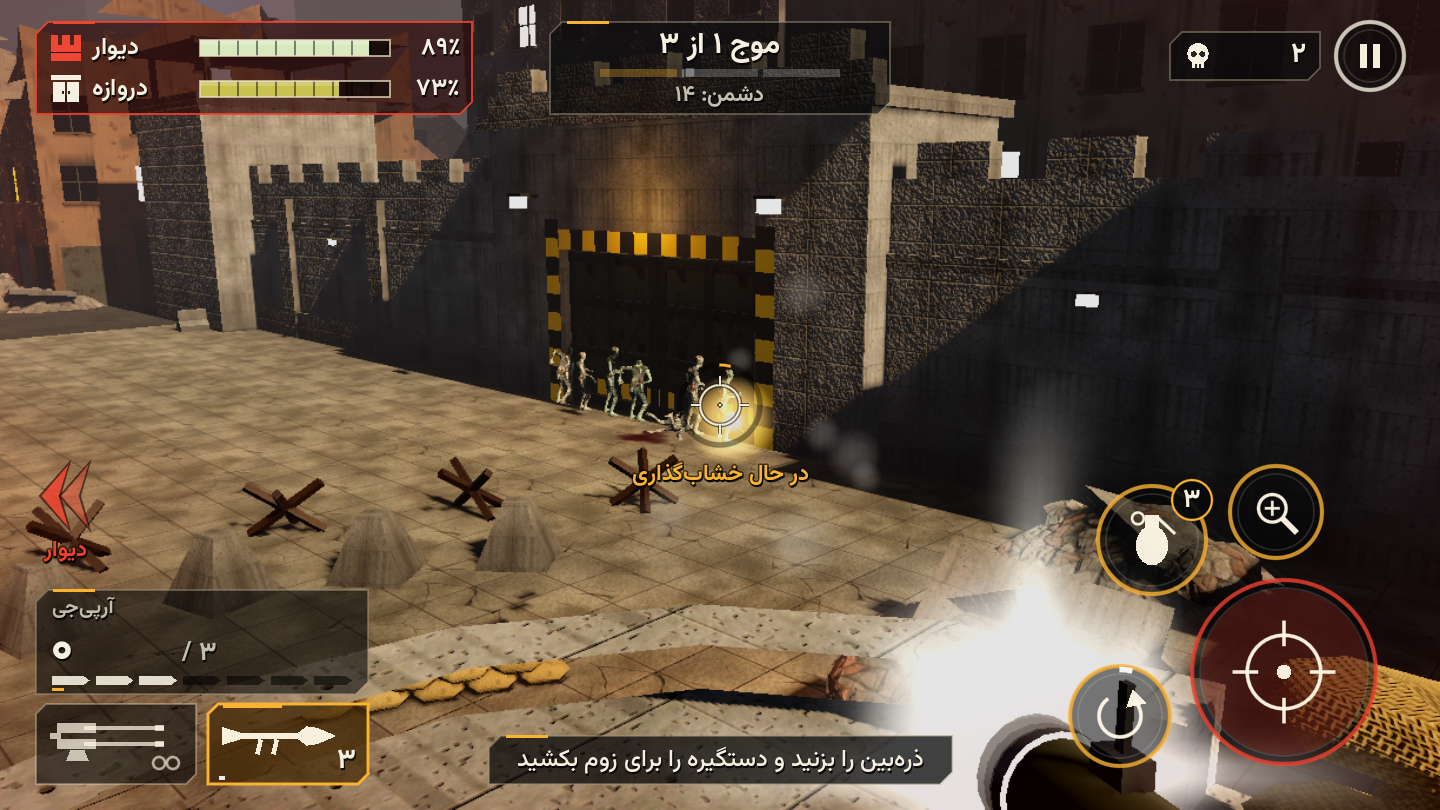 دیوار ۸۹٪
دروازه ۷۳٪
موج ۱ از ۳
دشمن: ۱۴
۲
در حال خشاب‌گذاری
دیوار
۳
آرپی‌جی
۰ / ۳
∞
۳
ذره‌بین را بزنید و دستگیره را برای زوم بکشید